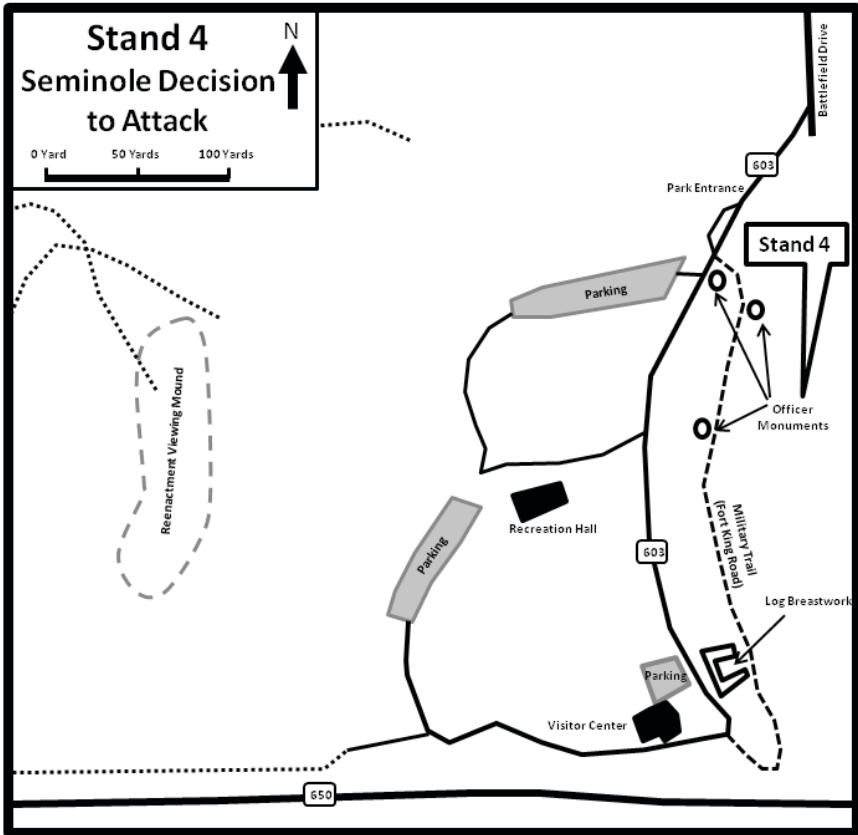 Stand 4
Seminole Decision
to Attack
N
0 Yard 50 Yards 100 Yards
Battlefield Drive
603
Park Entrance
Stand 4
Parking
Officer
Monuments
Reenactment Viewing Mound
Recreation Hall
Military Trail
(Fort King Road)
Parking
603
Log Breastwork
Parking
Visitor Center
650